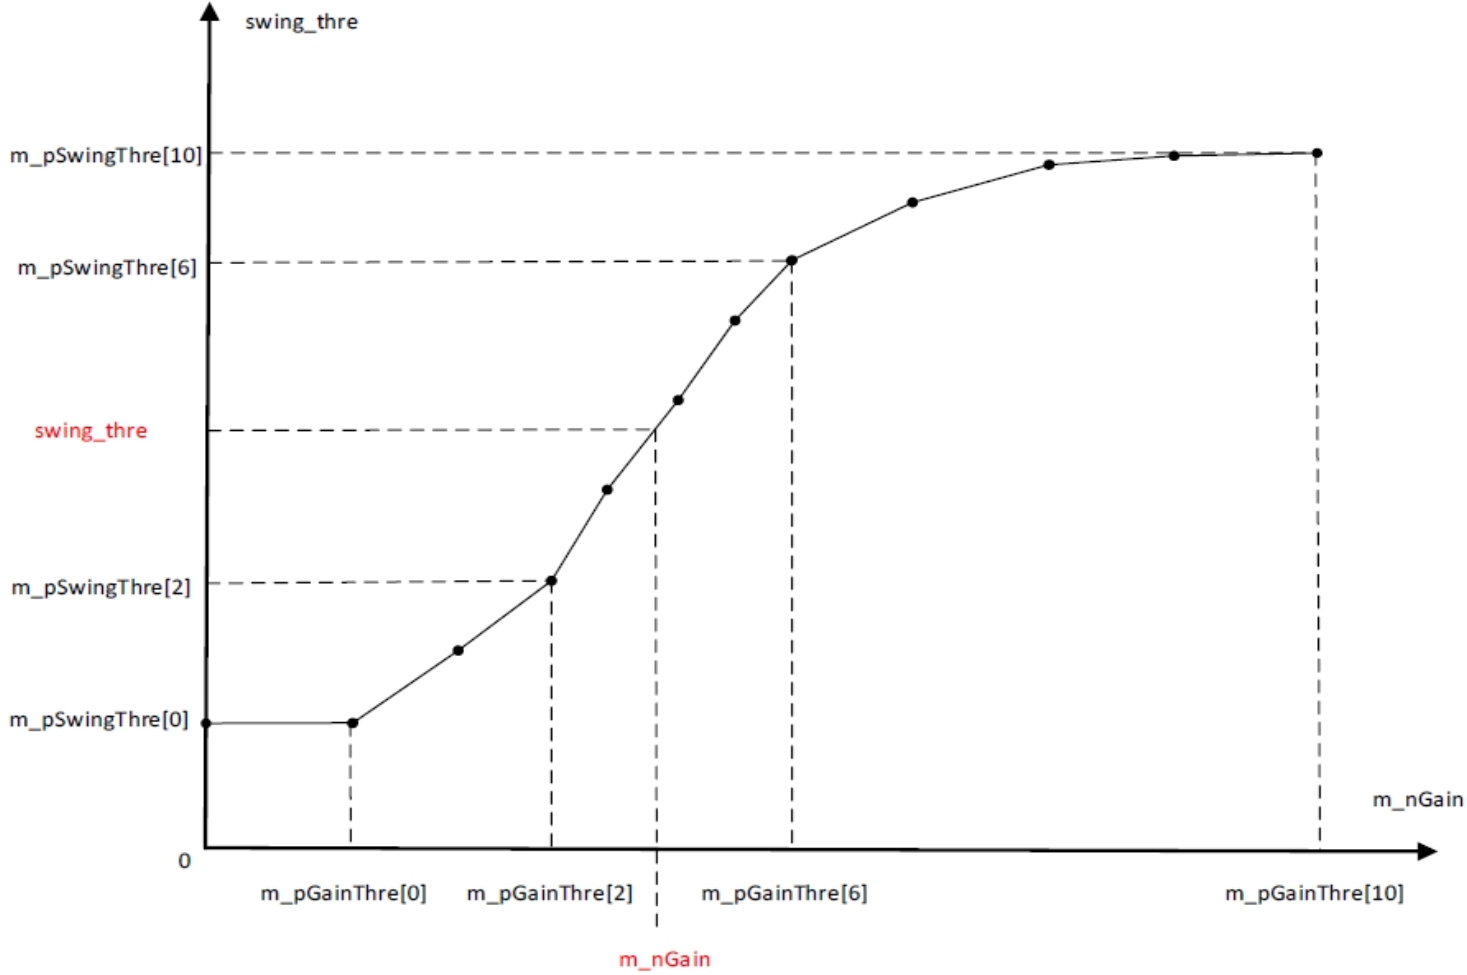 swing_thre
m_pSwingThre[10]
m_pSwingThre[6]
swing_thre
m_pSwingThre[2]
m_pSwingThre[0]
m_nGain
0
m_pGainThre[0]
m_pGainThre[2]
m_pGainThre[6]
m_pGainThre[10]
m_nGain